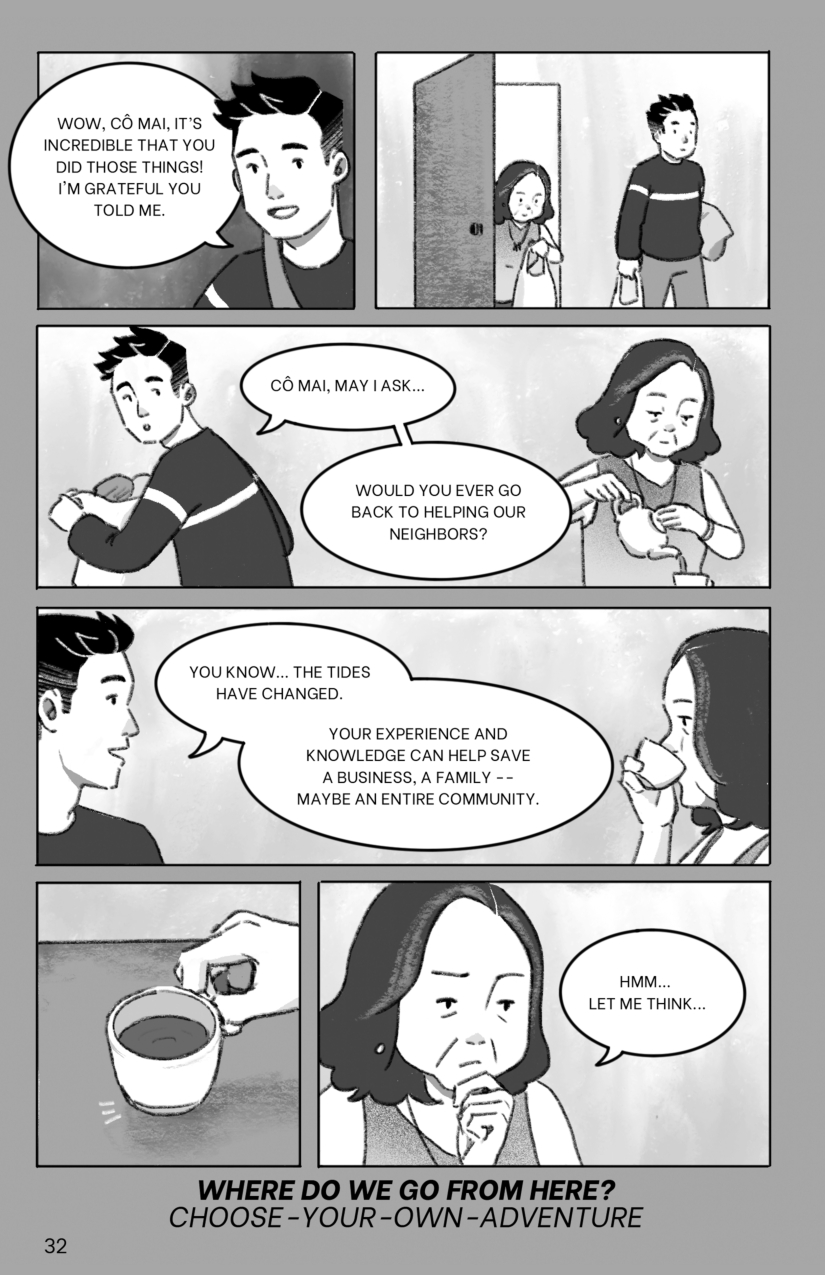 WOW, CÔ MAI, IT'S
INCREDIBLE THAT YOU
DID THOSE THINGS!
I'M GRATEFUL YOU
TOLD ME.
CÔ MAI, MAY I ASK...
WOULD YOU EVER GO
BACK TO HELPING OUR
NEIGHBORS?
YOU KNOW... THE TIDES
HAVE CHANGED.
YOUR EXPERIENCE AND
KNOWLEDGE CAN HELP SAVE
A BUSINESS, A FAMILY --
MAYBE AN ENTIRE COMMUNITY.
HMM...
LET ME THINK...
WHERE DO WE GO FROM HERE?
CHOOSE-YOUR-OWN-ADVENTURE
32